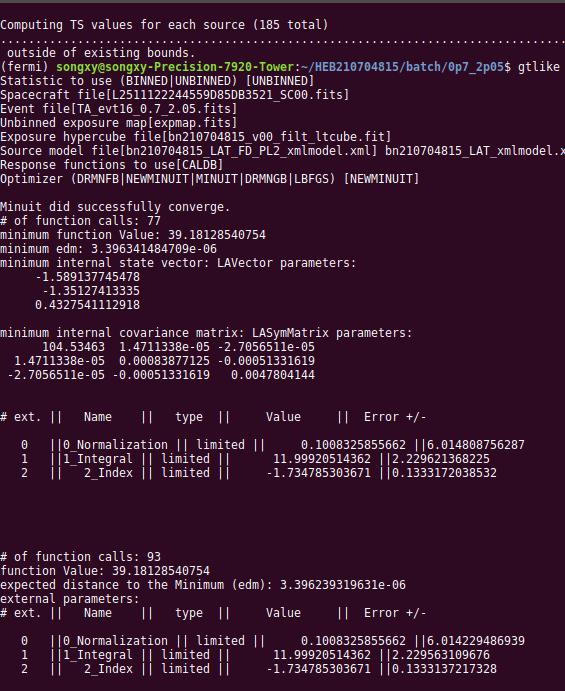 Computing TS values for each source (185 total)
................................................................................
 outside of existing bounds.
(fermi) songxy@songxy-Precision-7920-Tower:~/HEB210704815/batch/0p7_2p05$ gtlike
Statistic to use (BINNED|UNBINNED) [UNBINNED]
Spacecraft file[L2511122244559D85DB3521_SC00.fits]
Event file[TA_evt16_0.7_2.05.fits]
Unbinned exposure map[expmap.fits]
Exposure hypercube file[bn210704815_v00_filt_ltcube.fit]
Source model file[bn210704815_LAT_FD_PL2_xmlmodel.xml] bn210704815_LAT_xmlmodel.x
Response functions to use[CALDB]
Optimizer (DRMNFB|NEWMINUIT|MINUIT|DRMNGB|LBFGS) [NEWMINUIT]
Minuit did successfully converge.
# of function calls: 77
minimum function Value: 39.18128540754
minimum edm: 3.396341484709e-06
minimum internal state vector: LAVector parameters:
-1.589137745478
-1.35127413335
0.4327541112918
minimum internal covariance matrix: LASymMatrix parameters:
104.53463 1.4711338e-05 -2.7056511e-05
1.4711338e-05 0.00083877125 -0.00051331619
-2.7056511e-05 -0.00051331619 0.0047804144
# ext. || Name || type || Value || Error +/-
0 ||0_Normalization || limited || 0.1008325855662 ||6.014808756287
1 ||1_Integral || limited || 11.99920514362 ||2.229621368225
2 || 2_Index || limited || -1.734785303671 ||0.1333172038532
# of function calls: 93
function Value: 39.18128540754
expected distance to the Minimum (edm): 3.396239319631e-06
external parameters:
# ext. || Name || type || Value || Error +/-
0 ||0_Normalization || limited || 0.1008325855662 ||6.014229486939
1 ||1_Integral || limited || 11.99920514362 ||2.229563109676
2 || 2_Index || limited || -1.734785303671 ||0.1333137217328